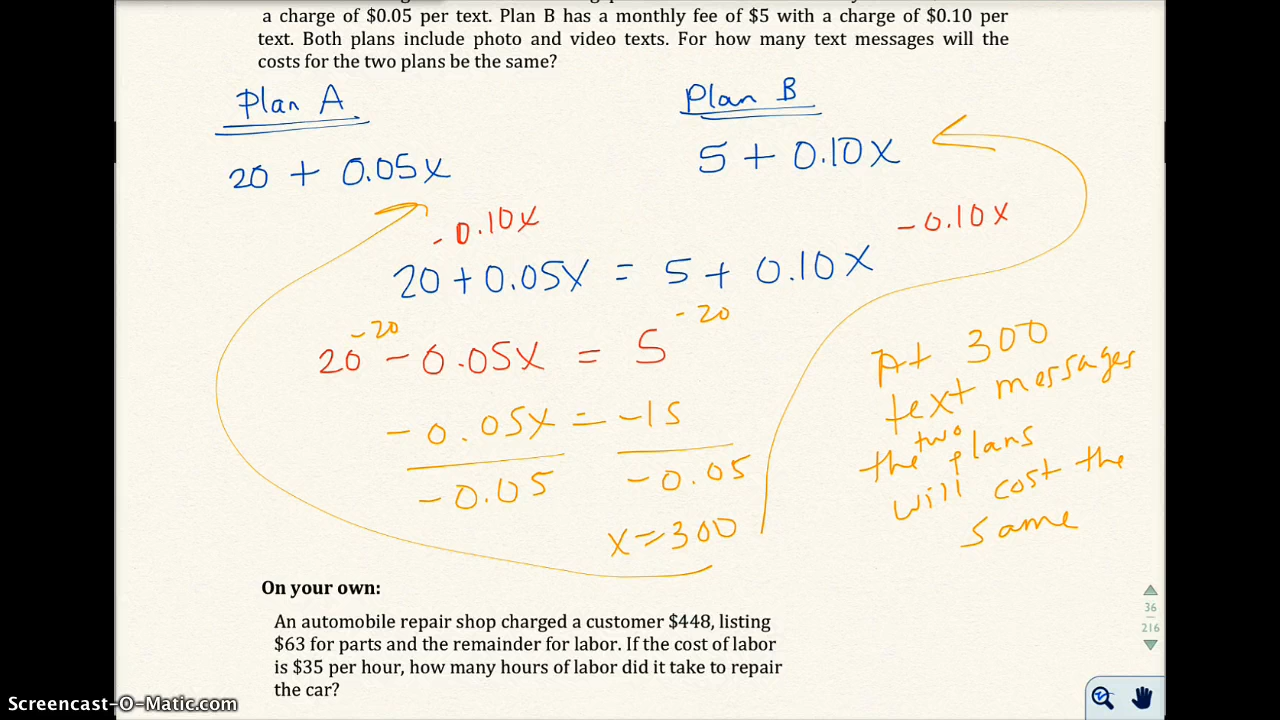 a charge of $0.05 per text. Plan B has a monthly fee of $5 with a charge of $0.10 per
text. Both plans include photo and video texts. For how many text messages will the
costs for the two plans be the same?
Plan A
Plan B
20 + 0.05x
5 + 0.10x
-0.10x
-0.10x
20 + 0.05x = 5 + 0.10x
-20
-20
20 - 0.05x = 5
-0.05x = -15
-0.05
-0.05
x = 300
At 300
text messages
the two plans
will cost the
same
On your own:
An automobile repair shop charged a customer $448, listing
$63 for parts and the remainder for labor. If the cost of labor
is $35 per hour, how many hours of labor did it take to repair
the car?
36
216
Screencast-O-Matic.com